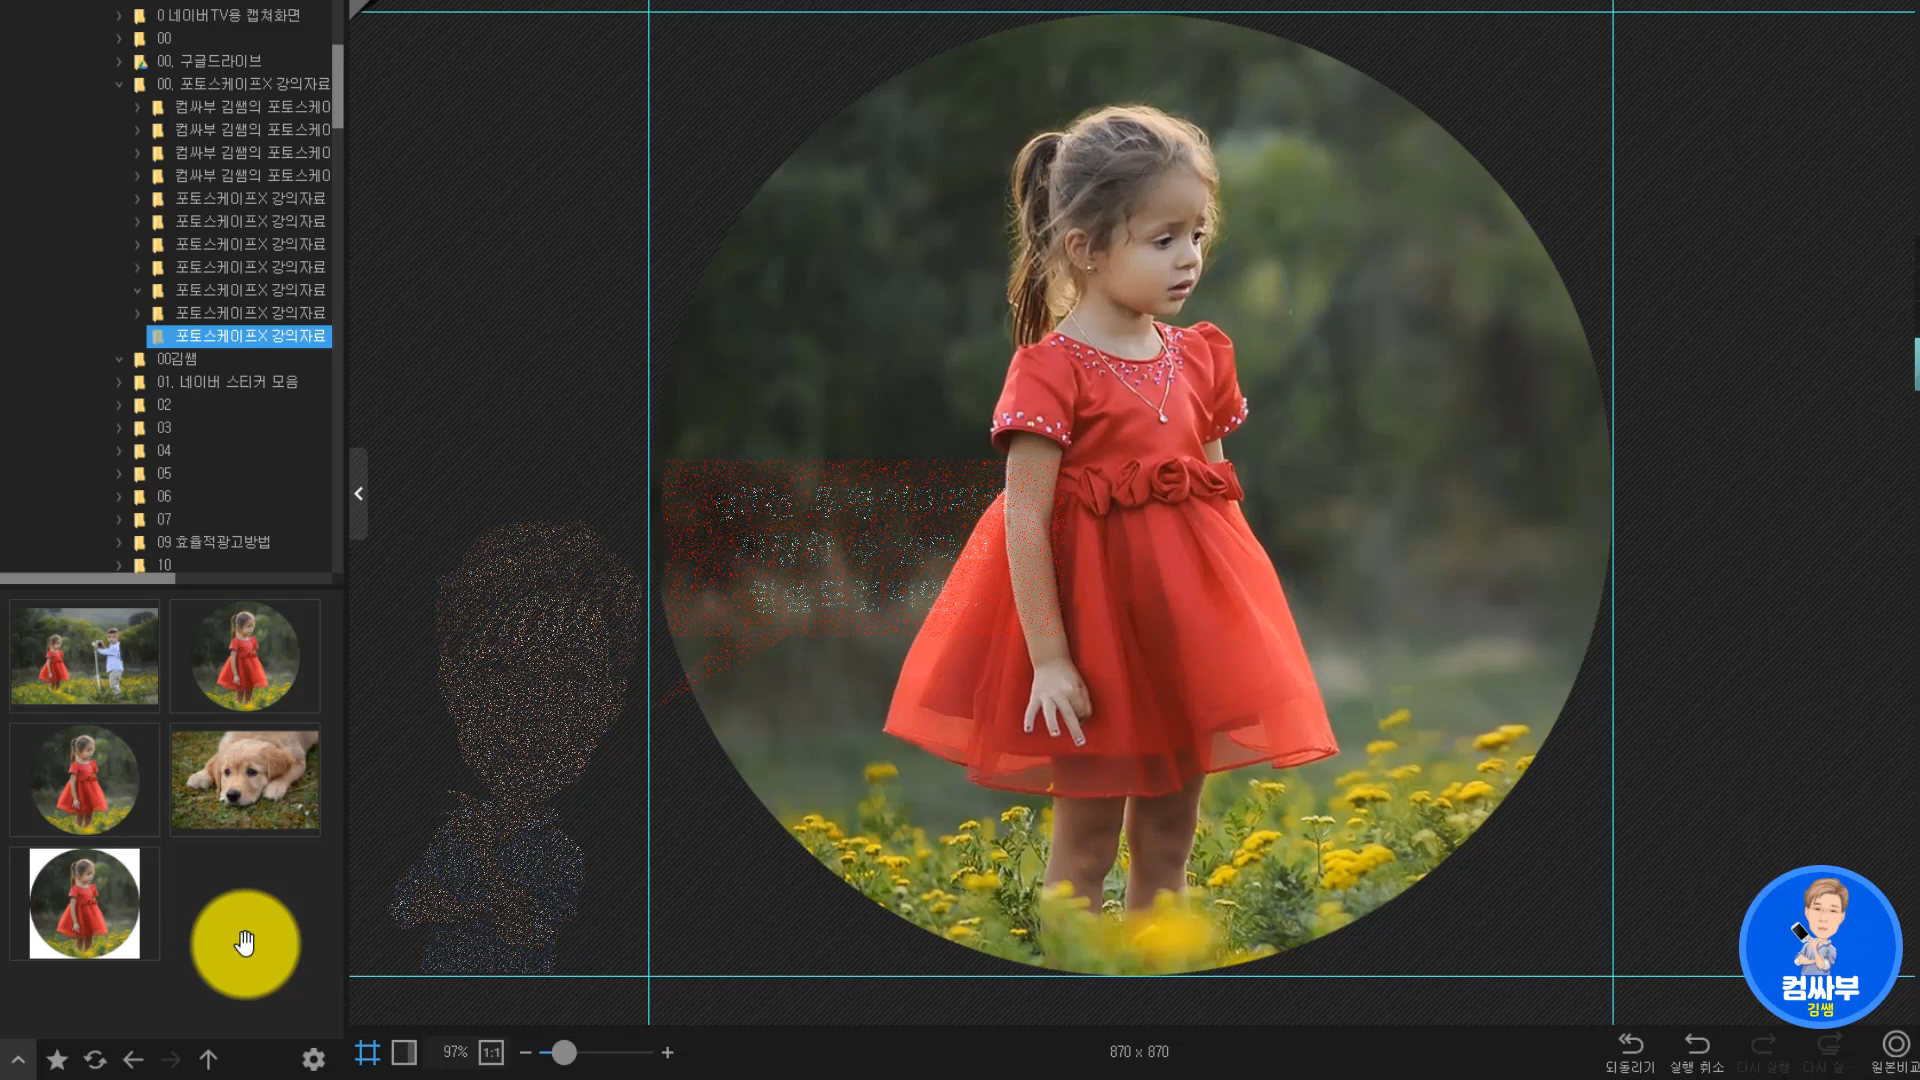 0 네이버TV용 캡쳐화면
00
00. 구글드라이브
00. 포토스케이프X 강의자료
컴싸부 김쌤의 포토스케이
컴싸부 김쌤의 포토스케이
컴싸부 김쌤의 포토스케이
컴싸부 김쌤의 포토스케이
포토스케이프X 강의자료
포토스케이프X 강의자료
포토스케이프X 강의자료
포토스케이프X 강의자료
포토스케이프X 강의자료
포토스케이프X 강의자료
포토스케이프X 강의자료
00김쌤
01. 네이버 스티커 모음
02
03
04
05
06
07
09 효율적광고방법
10
97%
1:1
870 x 870
되돌리기
실행 취소
다시 실행
다시 실…
원본비교
컴싸부
김쌤